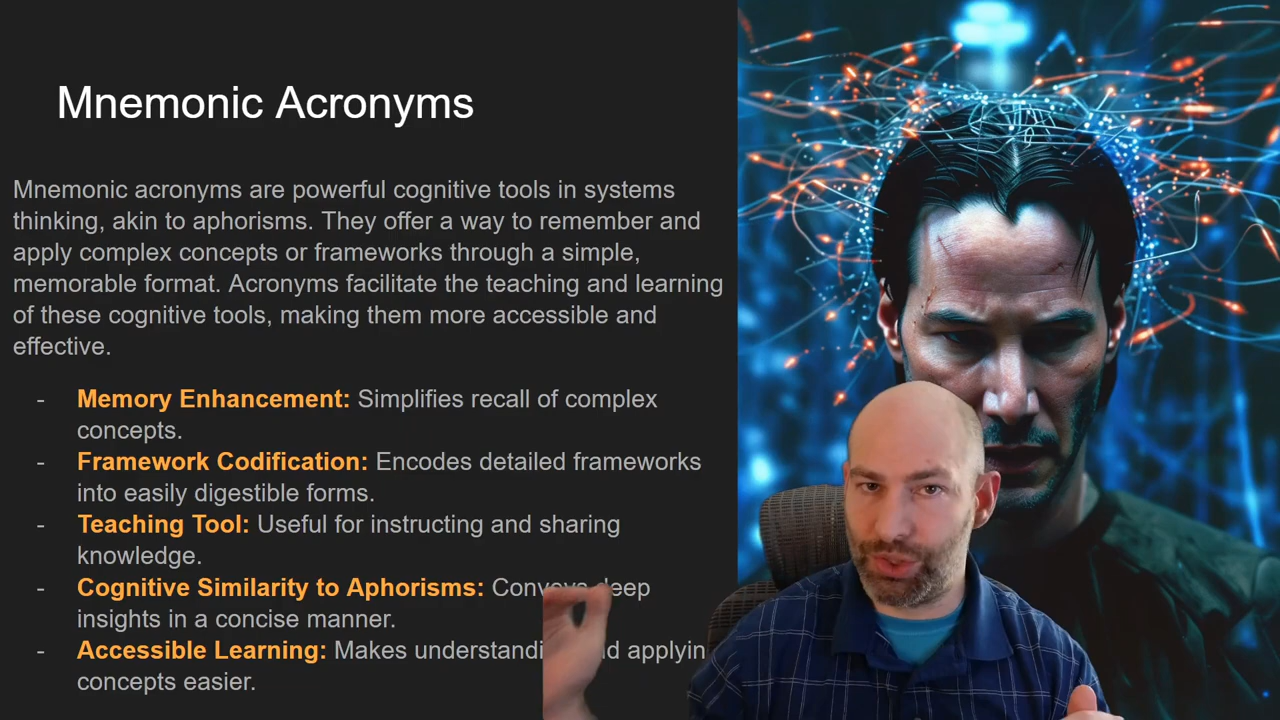 Mnemonic Acronyms
Mnemonic acronyms are powerful cognitive tools in systems
thinking, akin to aphorisms. They offer a way to remember and
apply complex concepts or frameworks through a simple,
memorable format. Acronyms facilitate the teaching and learning
of these cognitive tools, making them more accessible and
effective.
- Memory Enhancement: Simplifies recall of complex
concepts.
- Framework Codification: Encodes detailed frameworks
into easily digestible forms.
- Teaching Tool: Useful for instructing and sharing
knowledge.
- Cognitive Similarity to Aphorisms:
insights in a concise manner.
- Accessible Learning: Makes
concepts easier.